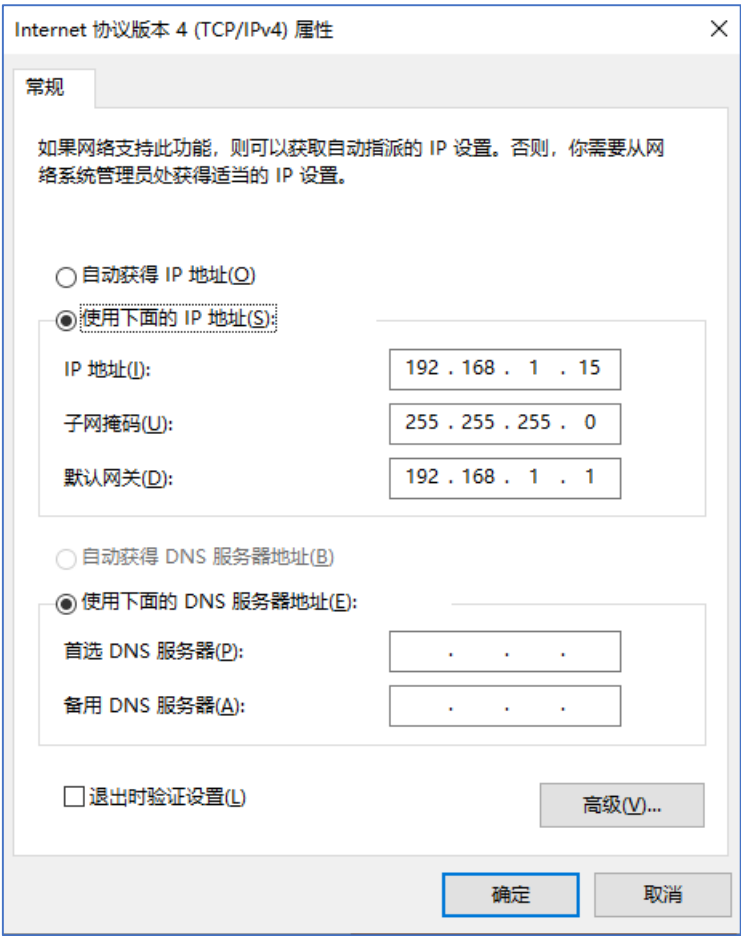 Internet 协议版本 4 (TCP/IPv4) 属性
常规
如果网络支持此功能，则可以获取自动指派的 IP 设置。否则，你需要从网
络系统管理员处获得适当的 IP 设置。
自动获得 IP 地址(O)
使用下面的 IP 地址(S):
IP 地址(I): 192 . 168 . 1 . 15
子网掩码(U): 255 . 255 . 255 . 0
默认网关(D): 192 . 168 . 1 . 1
自动获得 DNS 服务器地址(B)
使用下面的 DNS 服务器地址(E):
首选 DNS 服务器(P): . . .
备用 DNS 服务器(A): . . .
退出时验证设置(L)
高级(V)...
确定 取消